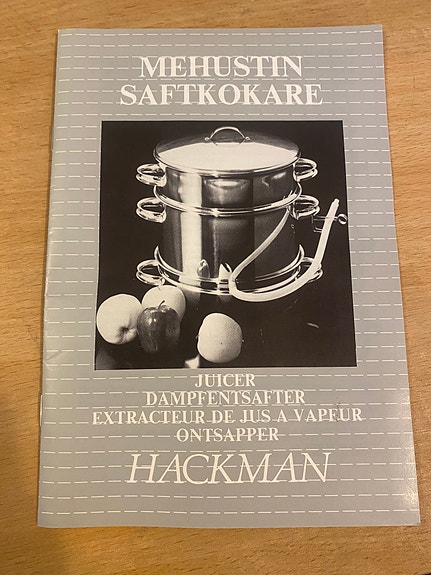 MEHUSTIN
SAFTKOKARE
JUICER
DAMPFENTSAFTER
EXTRACTEUR DE JUS A VAPEUR
ONTSAPPER
HACKMAN